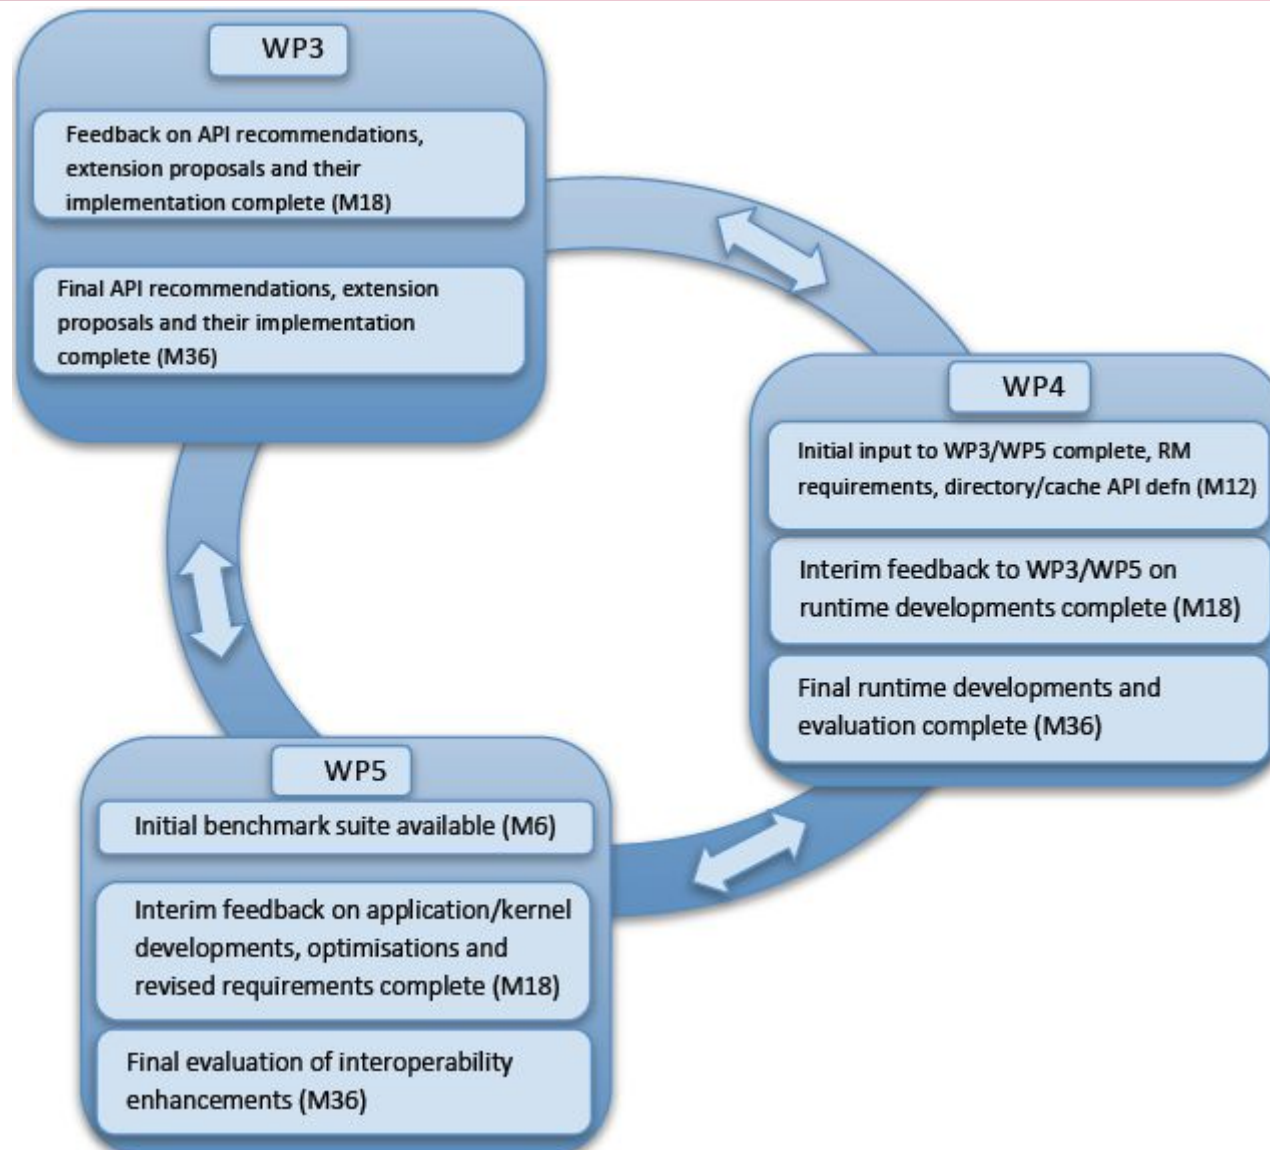 WP3
Feedback on API recommendations,
extension proposals and their
implementation complete (M18)
Final API recommendations, extension
proposals and their implementation
complete (M36)
WP4
Initial input to WP3/WP5 complete, RM
requirements, directory/cache API defn (M12)
Interim feedback to WP3/WP5 on
runtime developments complete (M18)
Final runtime developments and
evaluation complete (M36)
WP5
Initial benchmark suite available (M6)
Interim feedback on application/kernel
developments, optimisations and
revised requirements complete (M18)
Final evaluation of interoperability
enhancements (M36)